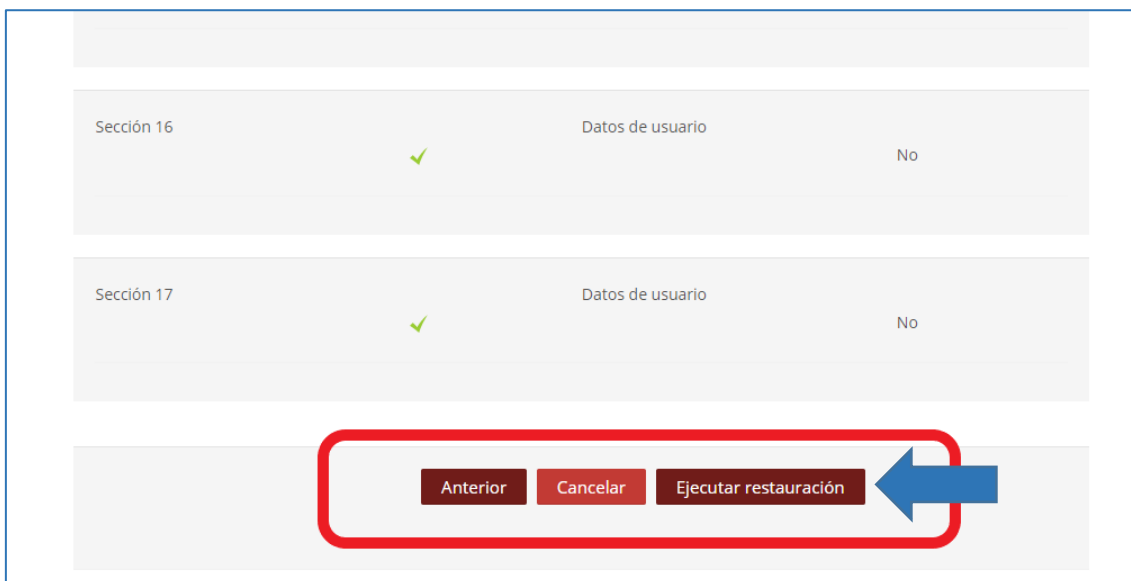 Sección 16
Datos de usuario
No
Sección 17
Datos de usuario
No
Anterior Cancelar Ejecutar restauración